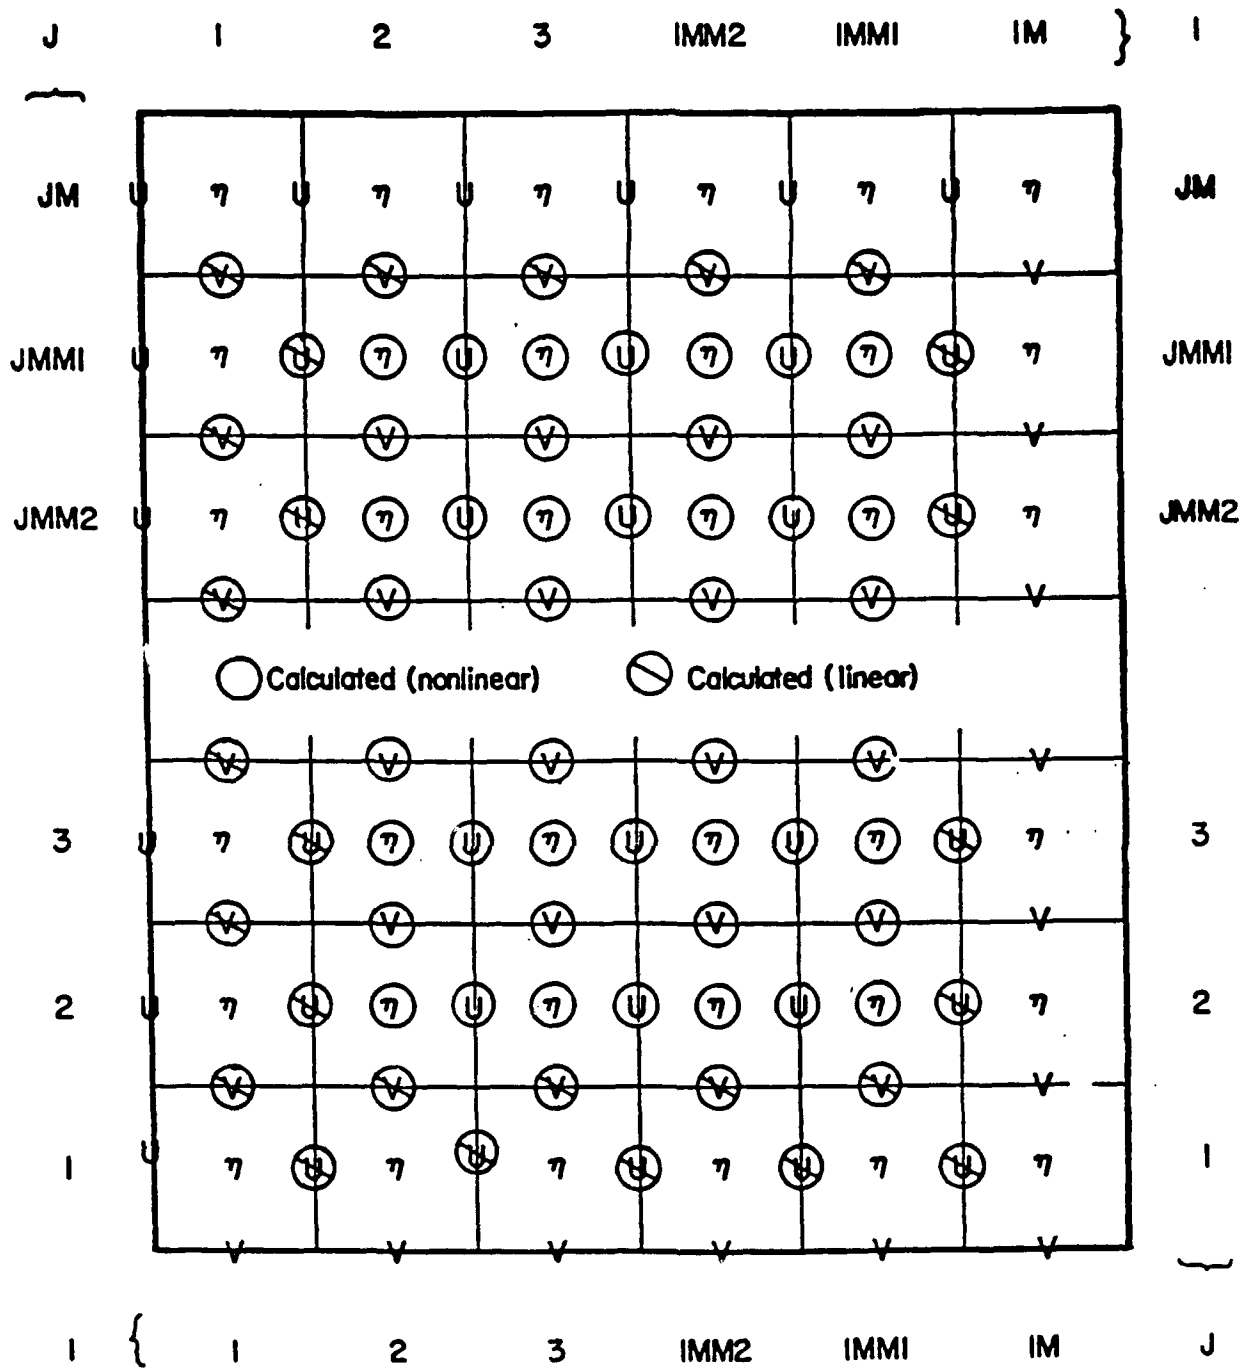 J 1 2 3 IMM2 IMM1 IM } I
JM U η U η U η U η U η U η JM
V V V V V V
JMM1 U η U η U η U η U η U η JMM1
V V V V V V
JMM2 U η U η U η U η U η U η JMM2
V V V V V V
Calculated (nonlinear) Calculated (linear)
V V V V V V
3 U η U η U η U η U η U η 3
V V V V V V
2 U η U η U η U η U η U η 2
V V V V V V
1 U η U η U η U η U η U η 1
V V V V V V
I { 1 2 3 IMM2 IMM1 IM J